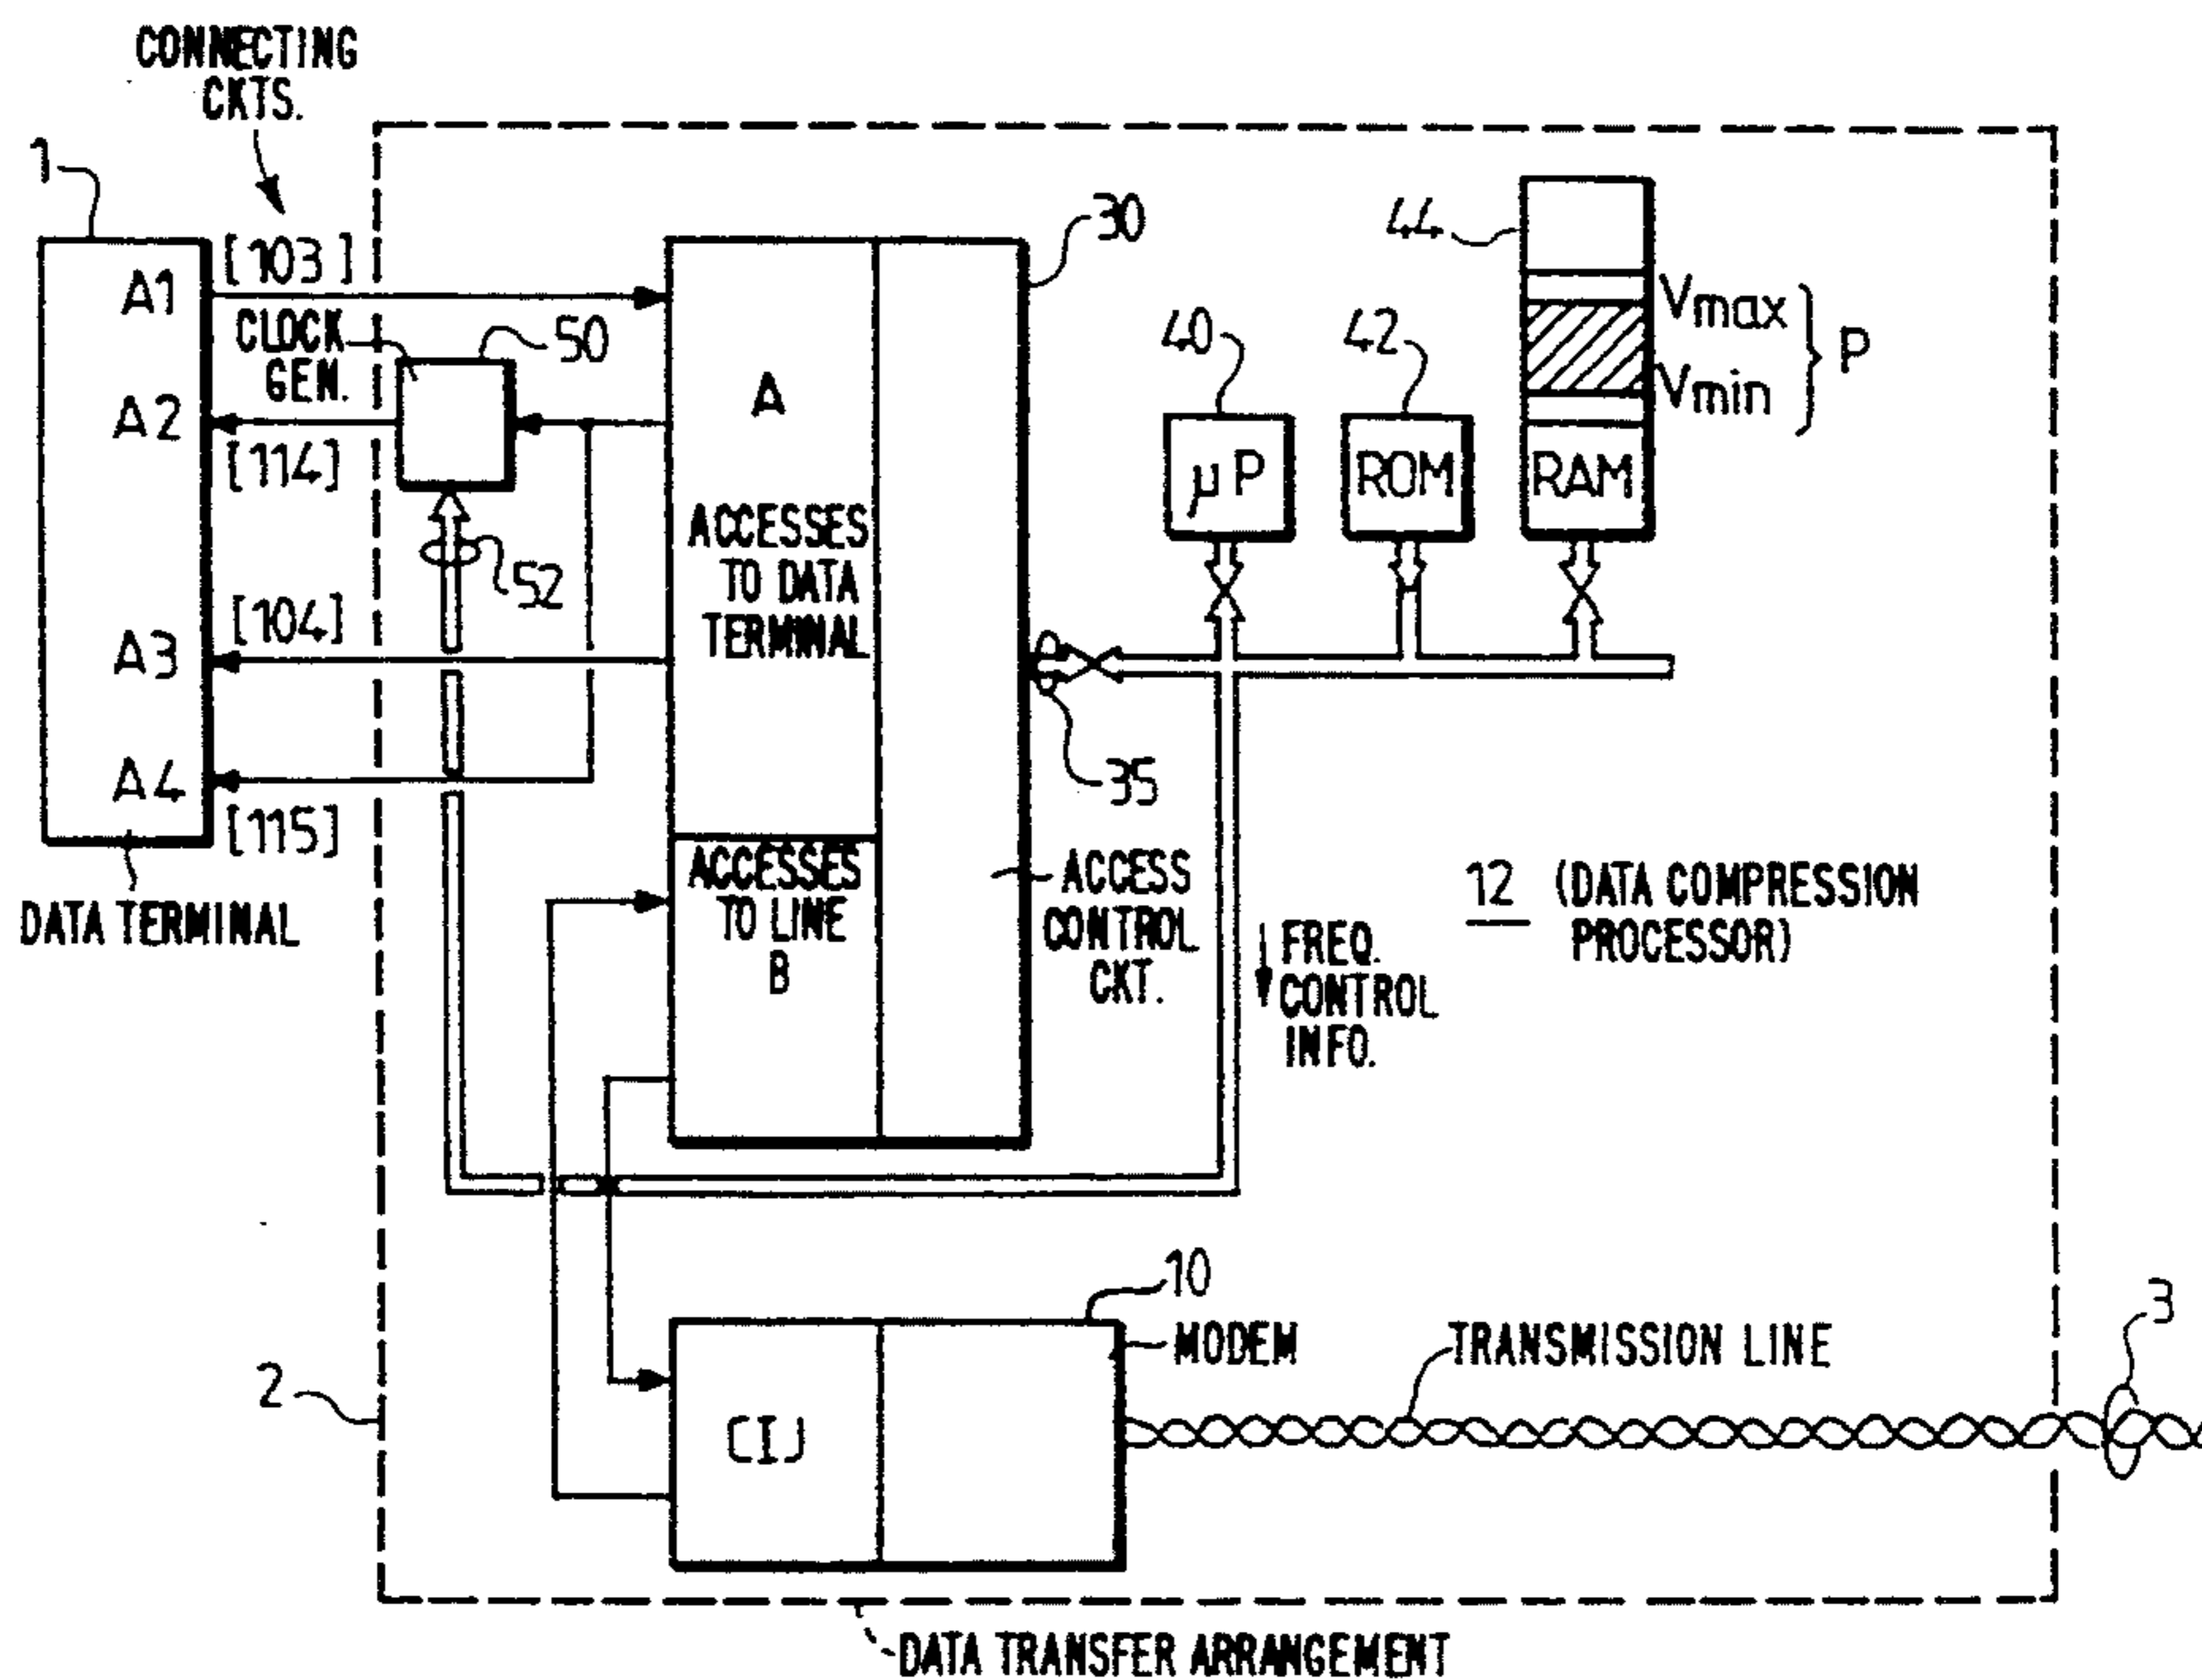 CONNECTING
CKTS.
1
[103]
A1
CLOCK
GEN.
50
A2
[114]
52
[104]
A3
A4
[115]
DATA TERMINAL
A
ACCESSES
TO DATA
TERMINAL
ACCESSES
TO LINE
B
30
35
ACCESS
CONTROL
CKT.
40
µP
42
ROM
44
RAM
Vmax
Vmin
P
FREQ.
CONTROL
INFO.
12 (DATA COMPRESSION
PROCESSOR)
2
10
MODEM
CIJ
TRANSMISSION LINE
3
DATA TRANSFER ARRANGEMENT